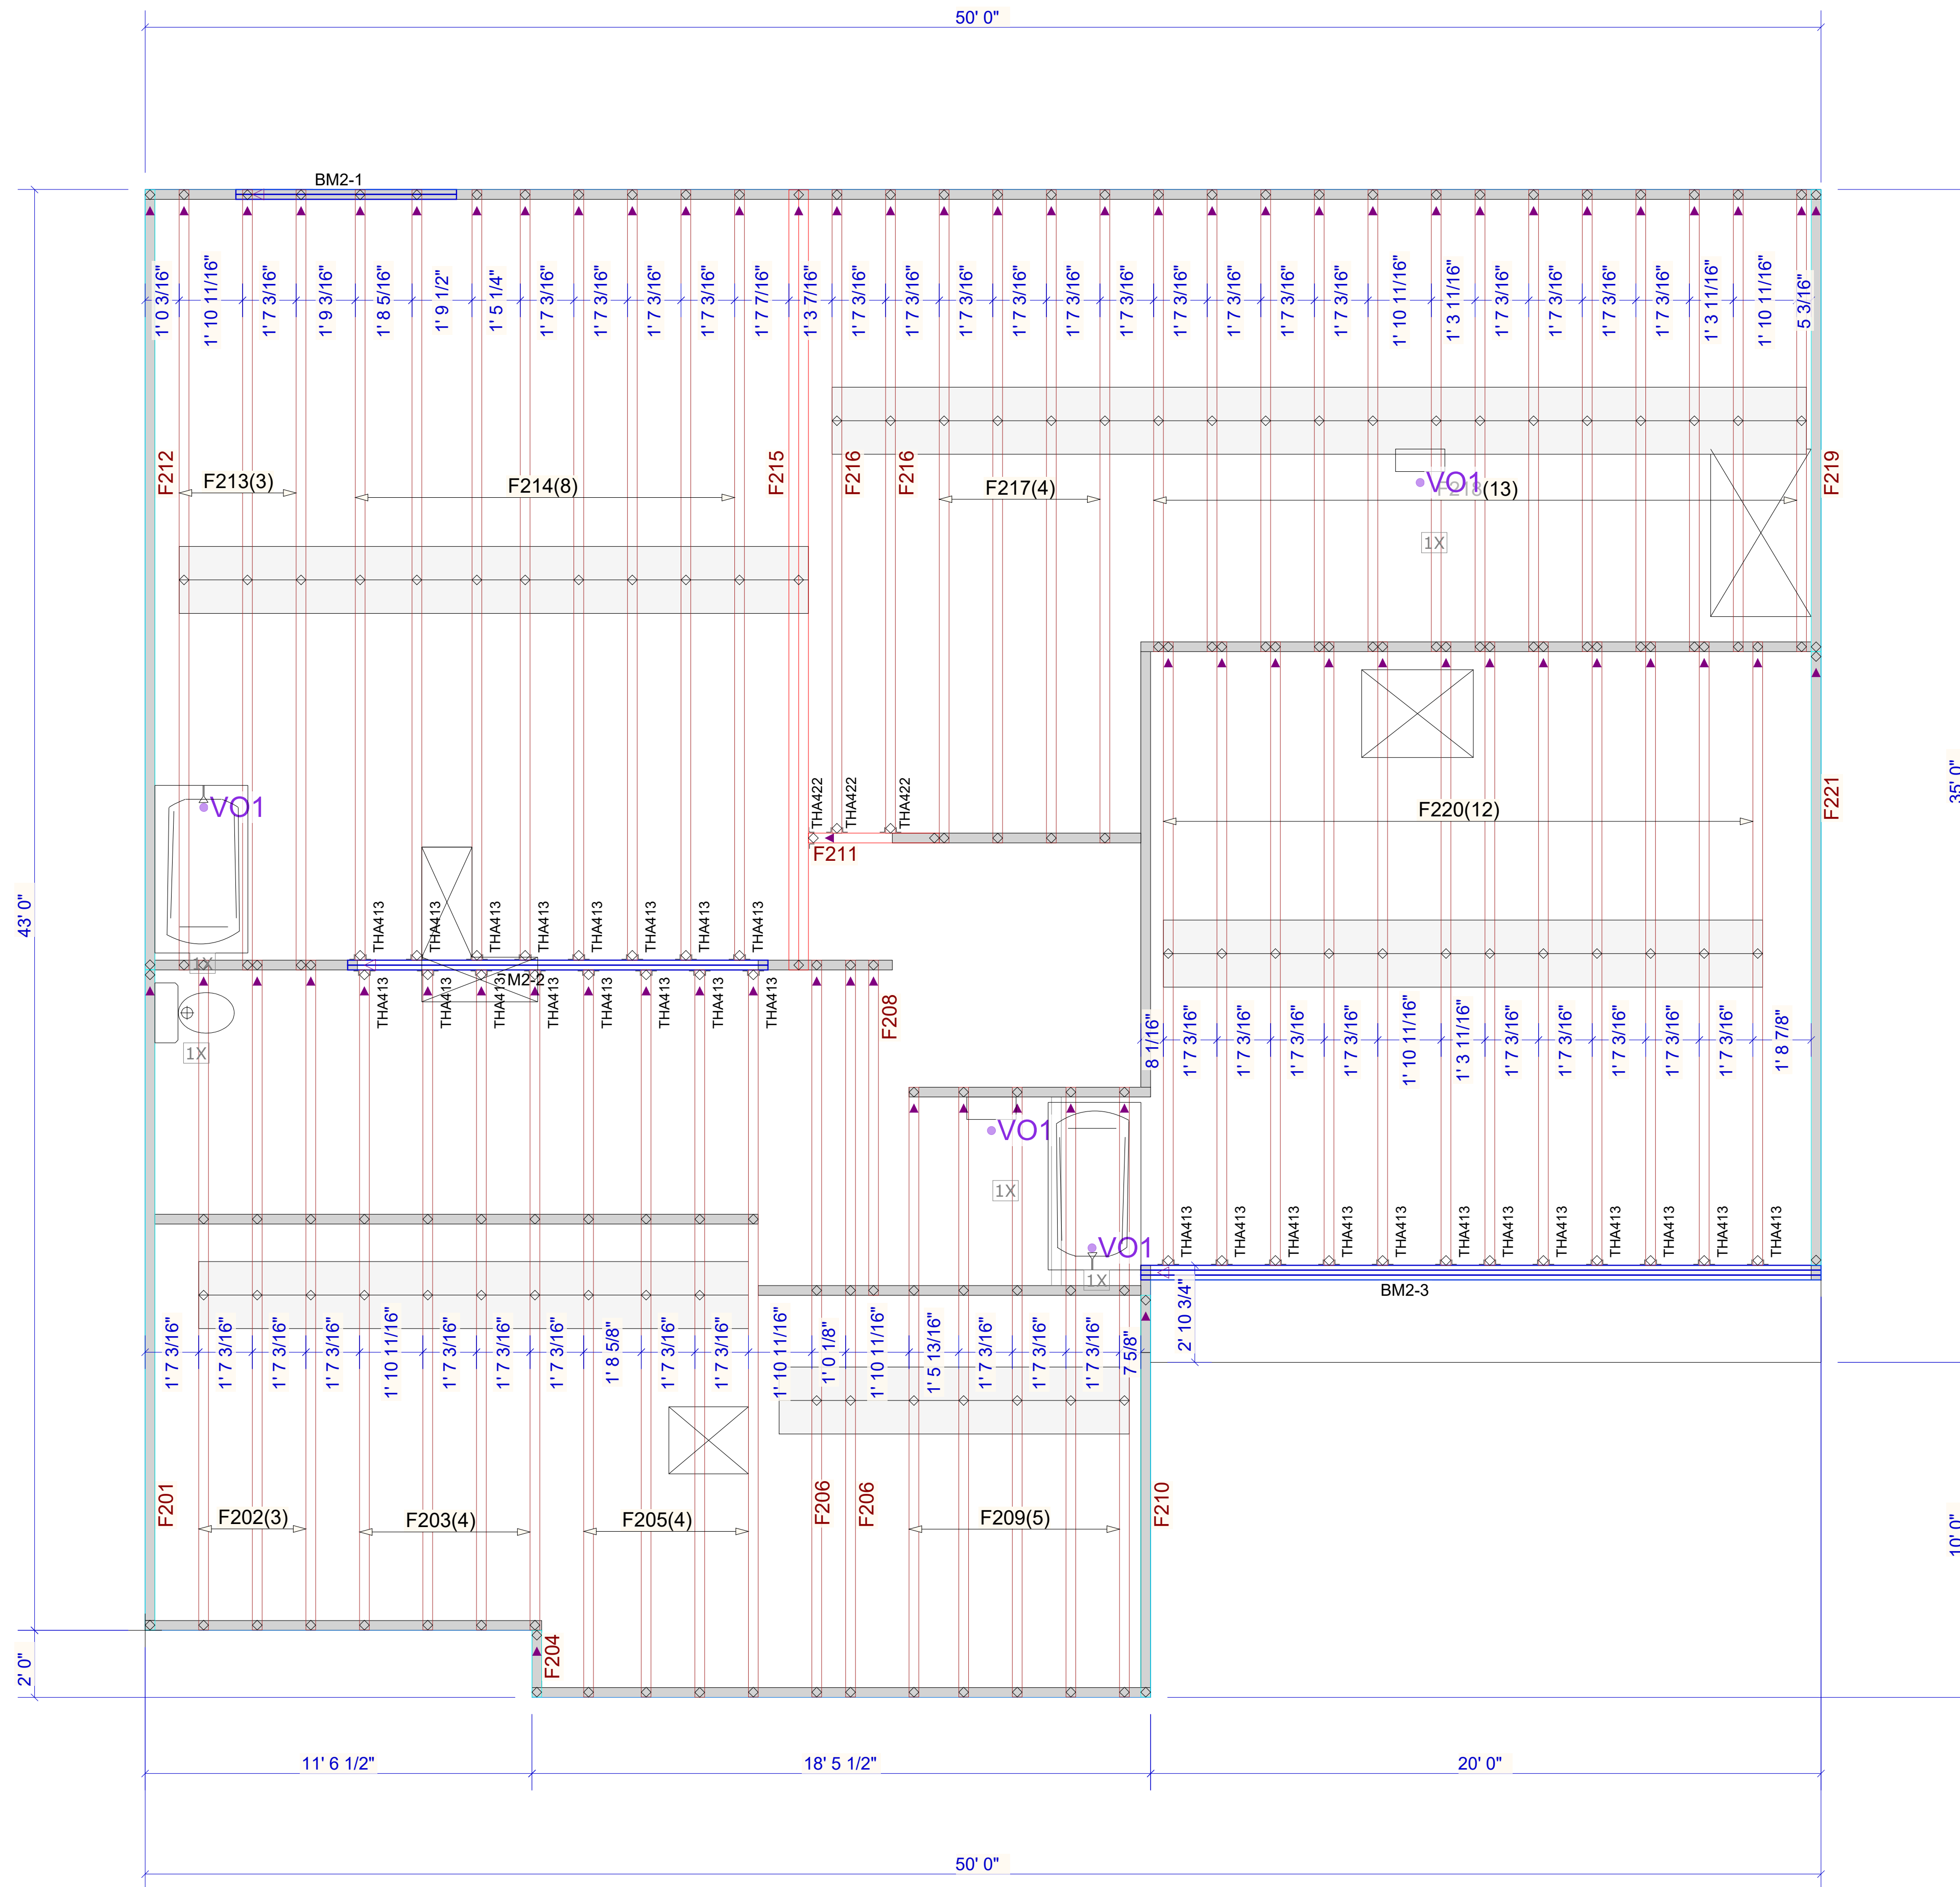 50' 0"
BM2-1
1' 0 3/16"
1' 10 11/16"
1' 7 3/16"
1' 9 3/16"
1' 8 5/16"
1' 9 1/2"
1' 5 1/4"
1' 7 3/16"
1' 7 3/16"
1' 7 3/16"
1' 7 3/16"
1' 7 7/16"
1' 3 7/16"
1' 7 3/16"
1' 7 3/16"
1' 7 3/16"
1' 7 3/16"
1' 7 3/16"
1' 7 3/16"
1' 7 3/16"
1' 7 3/16"
1' 7 3/16"
1' 7 3/16"
1' 10 11/16"
1' 3 11/16"
1' 7 3/16"
1' 7 3/16"
1' 7 3/16"
1' 7 3/16"
1' 3 11/16"
1' 10 11/16"
5 3/16"
F212
F213(3)
F214(8)
F215
F216
F216
F217(4)
VO1
F218(13)
F219
1X
VO1
THA422
THA422
THA422
F211
F220(12)
F221
35' 0"
43' 0"
THA413
THA413
THA413
THA413
THA413
THA413
THA413
THA413
1X
BM2-2
THA413
THA413
THA413
THA413
THA413
THA413
THA413
THA413
F208
1X
8 1/16"
1' 7 3/16"
1' 7 3/16"
1' 7 3/16"
1' 7 3/16"
1' 10 11/16"
1' 3 11/16"
1' 7 3/16"
1' 7 3/16"
1' 7 3/16"
1' 7 3/16"
1' 7 3/16"
1' 8 7/8"
VO1
1X
VO1
1X
THA413
THA413
THA413
THA413
THA413
THA413
THA413
THA413
THA413
THA413
THA413
THA413
BM2-3
2' 10 3/4"
1' 7 3/16"
1' 7 3/16"
1' 7 3/16"
1' 7 3/16"
1' 10 11/16"
1' 7 3/16"
1' 7 3/16"
1' 7 3/16"
1' 8 5/8"
1' 7 3/16"
1' 7 3/16"
1' 10 11/16"
1' 0 1/8"
1' 10 11/16"
1' 5 13/16"
1' 7 3/16"
1' 7 3/16"
1' 7 3/16"
7 5/8"
F201
F202(3)
F203(4)
F205(4)
F206
F206
F209(5)
F210
10' 0"
F204
2' 0"
11' 6 1/2"
18' 5 1/2"
20' 0"
50' 0"